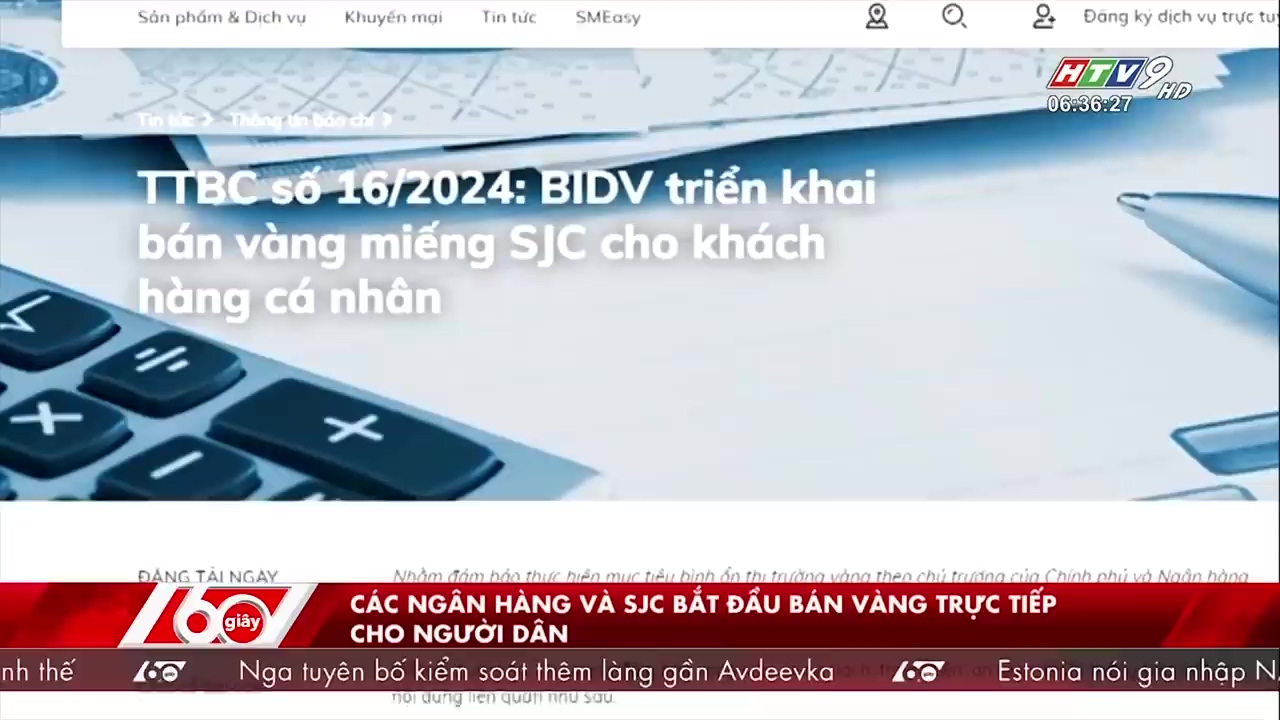 Sản phẩm & Dịch vụ Khuyến mại Tin tức SMEasy Đăng ký dịch vụ trực tu
HTV9 HD
06:36:27
Tin tức > Thông tin báo chí >
TTBC số 16/2024: BIDV triển khai
bán vàng miếng SJC cho khách
hàng cá nhân
ĐĂNG TẢI NGAY Nhằm đảm bảo thực hiện mục tiêu bình ổn thị trường vàng theo chủ trương của Chính phủ và Ngân hàng
60 giây
CÁC NGÂN HÀNG VÀ SJC BẮT ĐẦU BÁN VÀNG TRỰC TIẾP
CHO NGƯỜI DÂN
nh thế 60 giây Nga tuyên bố kiểm soát thêm làng gần Avdeevka 60 giây Estonia nói gia nhập N
nội dung liên quan như sau: